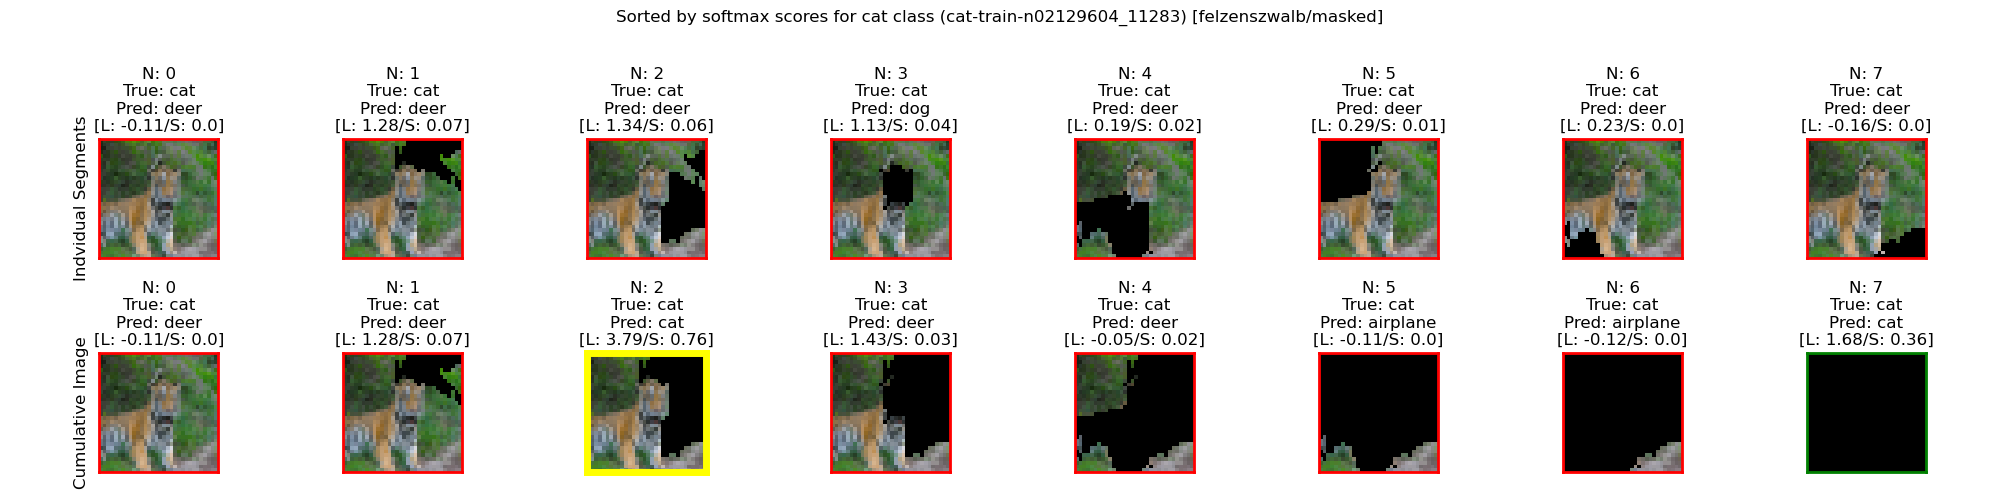 Sorted by softmax scores for cat class (cat-train-n02129604_11283) [felzenszwalb/masked]
Indvidual Segments
N: 0
True: cat
Pred: deer
[L: -0.11/S: 0.0]
N: 1
True: cat
Pred: deer
[L: 1.28/S: 0.07]
N: 2
True: cat
Pred: deer
[L: 1.34/S: 0.06]
N: 3
True: cat
Pred: dog
[L: 1.13/S: 0.04]
N: 4
True: cat
Pred: deer
[L: 0.19/S: 0.02]
N: 5
True: cat
Pred: deer
[L: 0.29/S: 0.01]
N: 6
True: cat
Pred: deer
[L: 0.23/S: 0.0]
N: 7
True: cat
Pred: deer
[L: -0.16/S: 0.0]
Cumulative Image
N: 0
True: cat
Pred: deer
[L: -0.11/S: 0.0]
N: 1
True: cat
Pred: deer
[L: 1.28/S: 0.07]
N: 2
True: cat
Pred: cat
[L: 3.79/S: 0.76]
N: 3
True: cat
Pred: deer
[L: 1.43/S: 0.03]
N: 4
True: cat
Pred: deer
[L: -0.05/S: 0.02]
N: 5
True: cat
Pred: airplane
[L: -0.11/S: 0.0]
N: 6
True: cat
Pred: airplane
[L: -0.12/S: 0.0]
N: 7
True: cat
Pred: cat
[L: 1.68/S: 0.36]